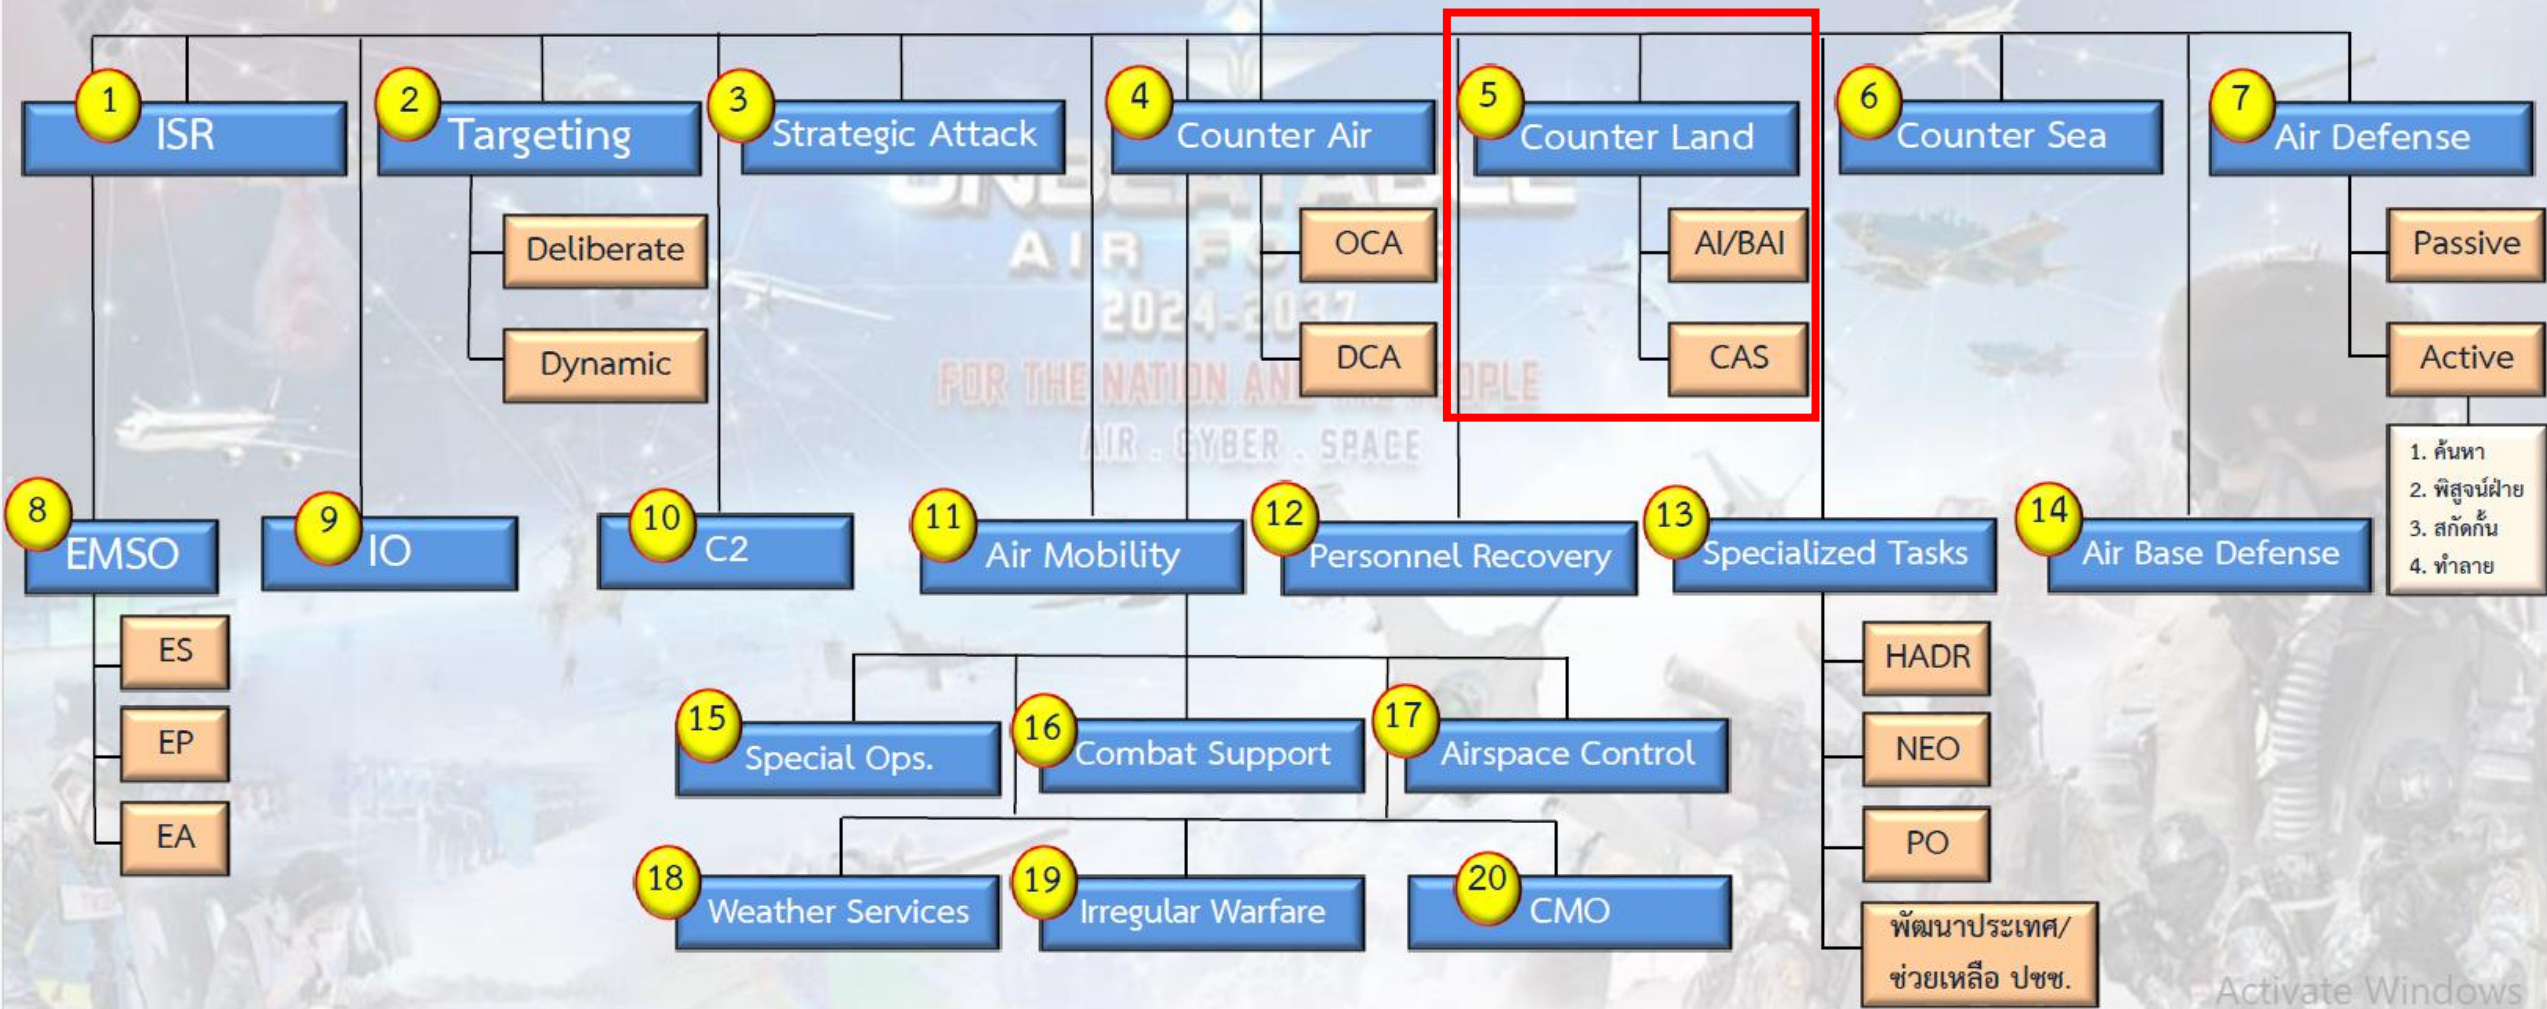 1
ISR
2
Targeting
Deliberate
Dynamic
3
Strategic Attack
4
Counter Air
OCA
DCA
5
Counter Land
AI/BAI
CAS
6
Counter Sea
7
Air Defense
Passive
Active
1. ค้นหา
2. พิสูจน์ฝ่าย
3. สกัดกั้น
4. ทำลาย
UNBEATABLE
AIR
2024-2037
FOR THE NATION AND THE PEOPLE
AIR . CYBER . SPACE
8
EMSO
ES
EP
EA
9
IO
10
C2
11
Air Mobility
12
Personnel Recovery
13
Specialized Tasks
HADR
NEO
PO
พัฒนาประเทศ/
ช่วยเหลือ ปชช.
14
Air Base Defense
15
Special Ops.
16
Combat Support
17
Airspace Control
18
Weather Services
19
Irregular Warfare
20
CMO
Activate Windows